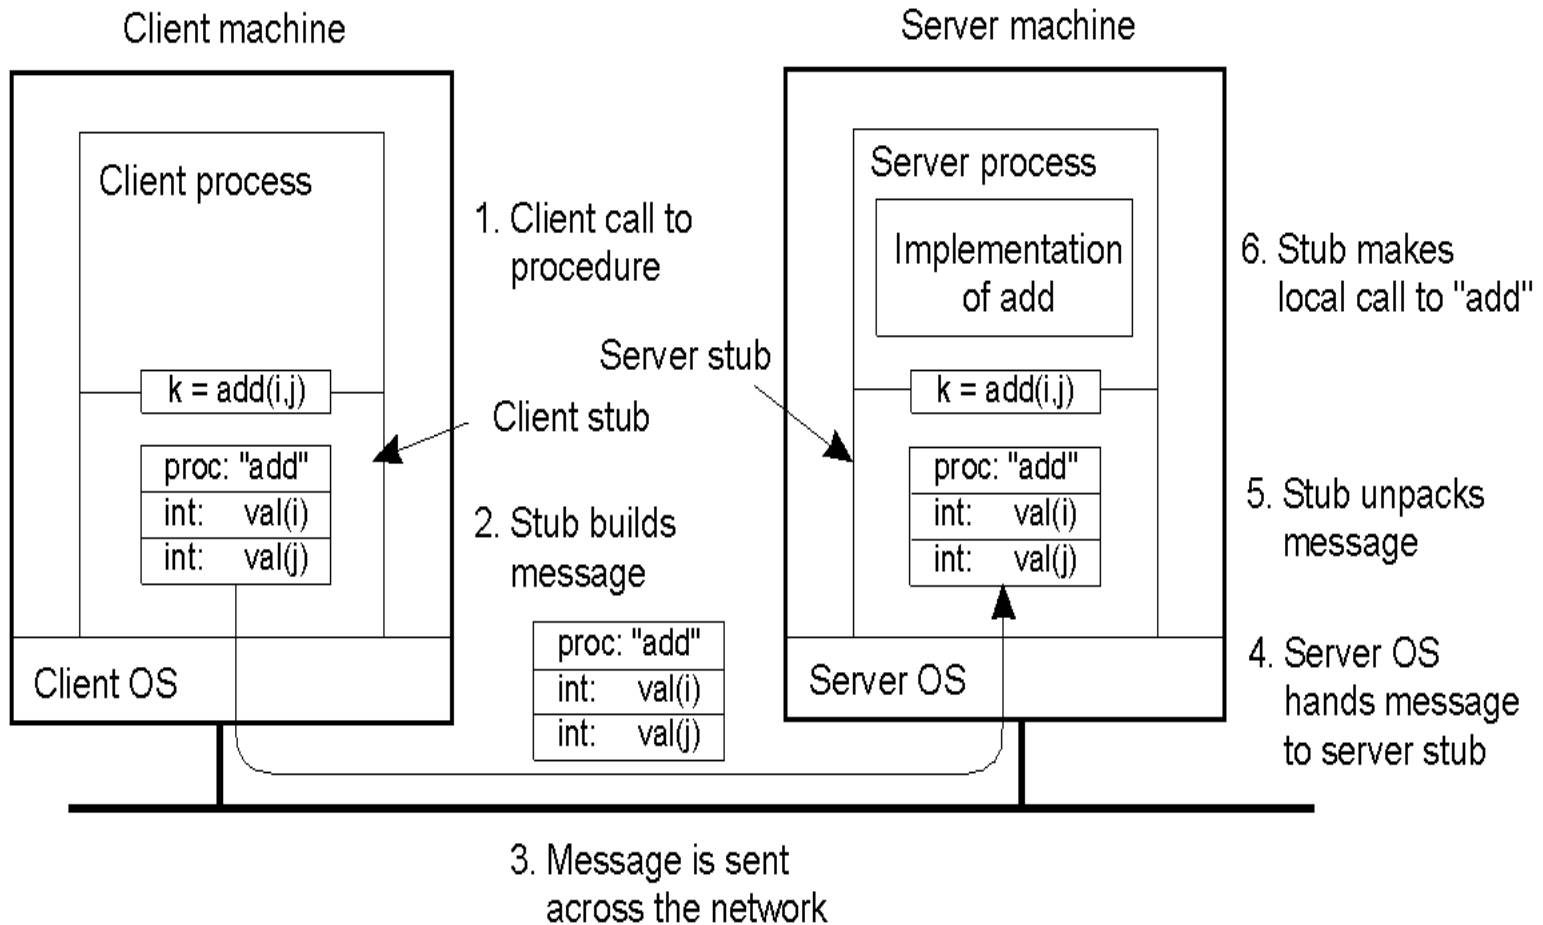 Client machine
Server machine
Client process
1. Client call to
procedure
Server process
Implementation
of add
6. Stub makes
local call to "add"
Server stub
k = add(i,j)
Client stub
k = add(i,j)
proc: "add"
int: val(i)
int: val(j)
2. Stub builds
message
proc: "add"
int: val(i)
int: val(j)
proc: "add"
int: val(i)
int: val(j)
5. Stub unpacks
message
Client OS
Server OS
4. Server OS
hands message
to server stub
3. Message is sent
across the network